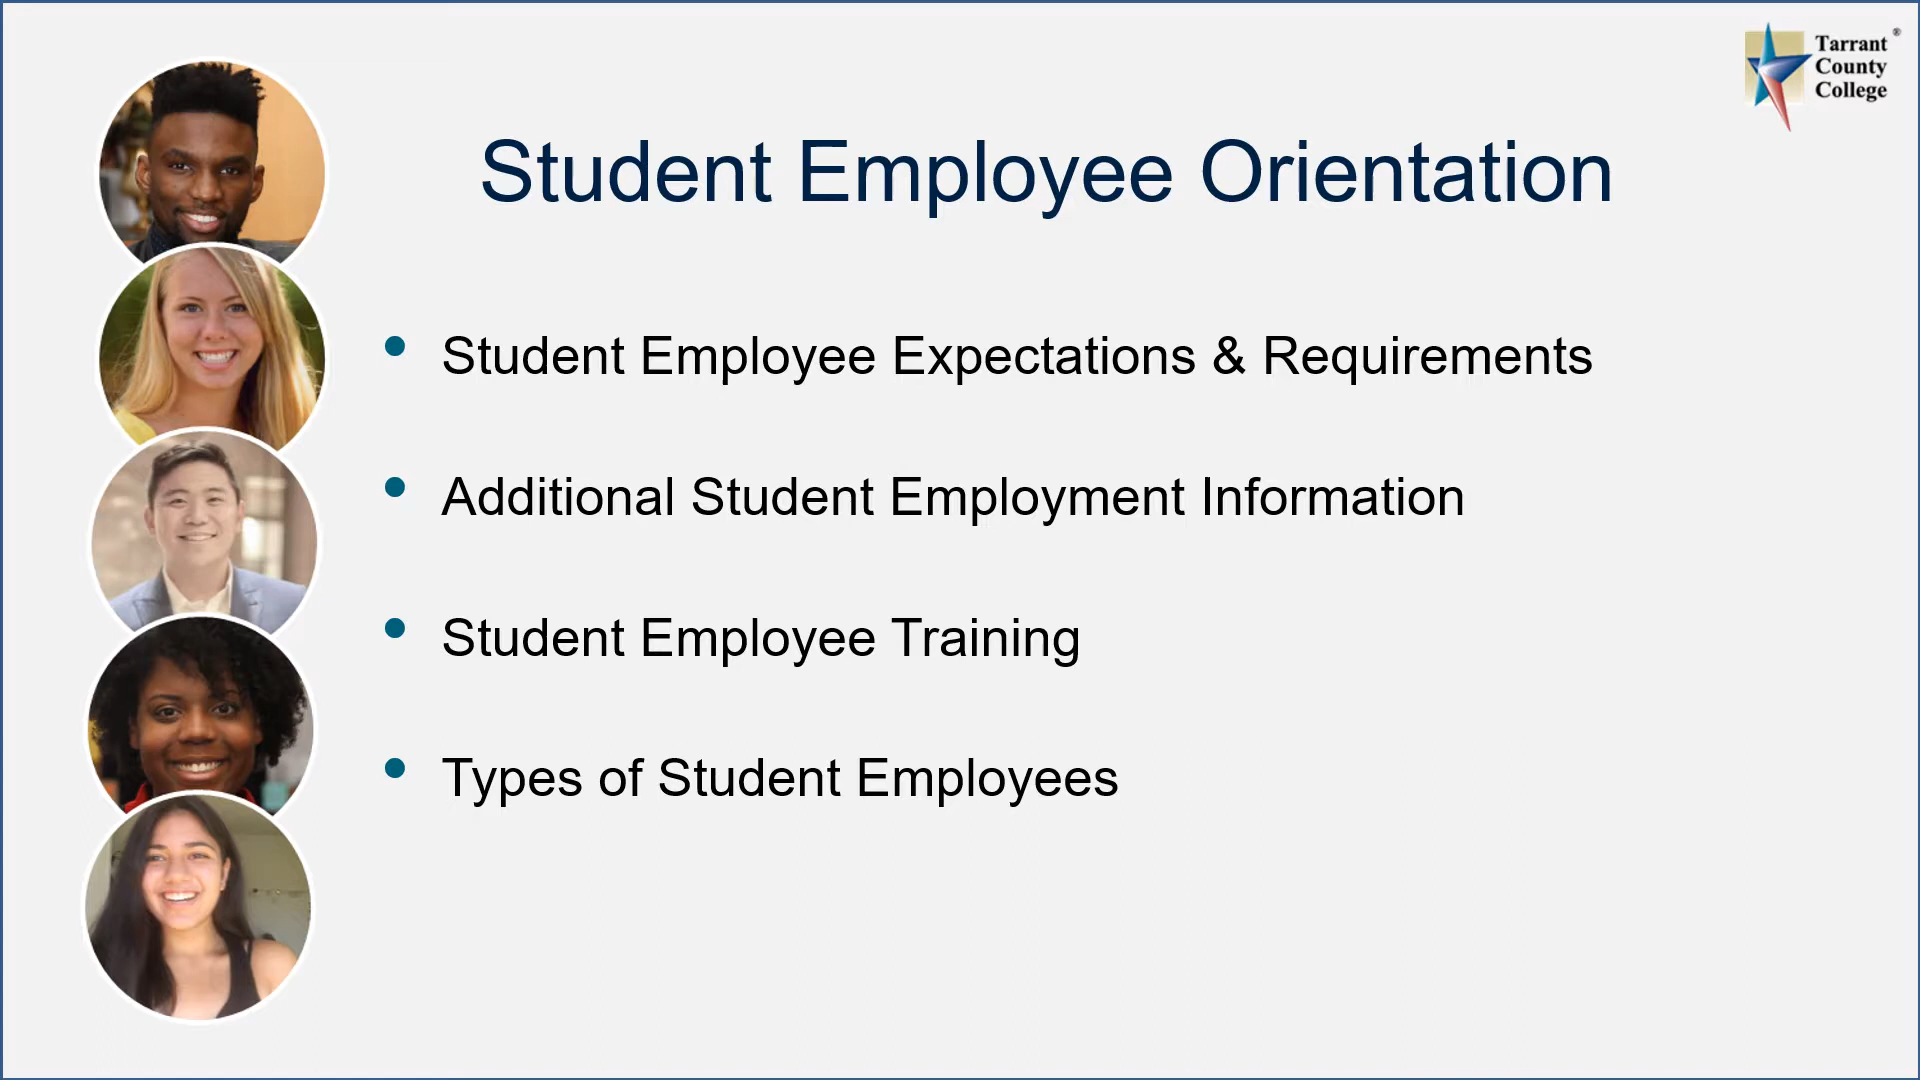 Tarrant ®
County
College
Student Employee Orientation
• Student Employee Expectations & Requirements
• Additional Student Employment Information
• Student Employee Training
• Types of Student Employees